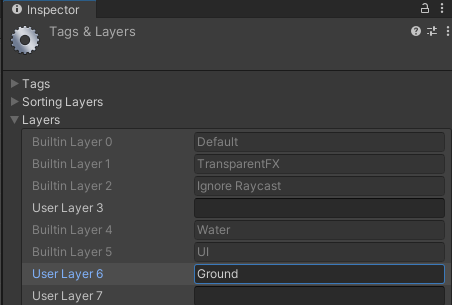 Inspector
Tags & Layers
Tags
Sorting Layers
Layers
Builtin Layer 0 Default
Builtin Layer 1 TransparentFX
Builtin Layer 2 Ignore Raycast
User Layer 3
Builtin Layer 4 Water
Builtin Layer 5 UI
User Layer 6 Ground
User Layer 7